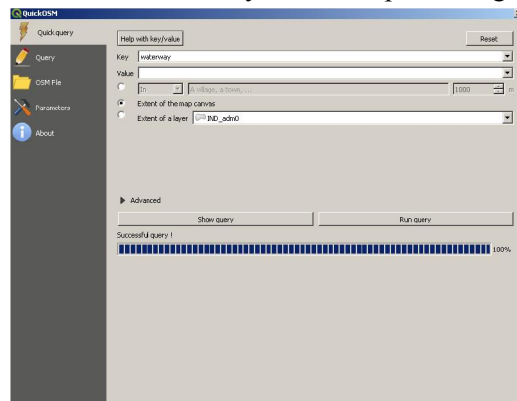 QuickOSM
Quick query
Query
OSM File
Parameters
About
Help with key/value
Reset
Key waterway
Value
In A village, a town, ... 1000 m
Extent of the map canvas
Extent of a layer IND_adm0
Advanced
Show query Run query
Successful query !
100%